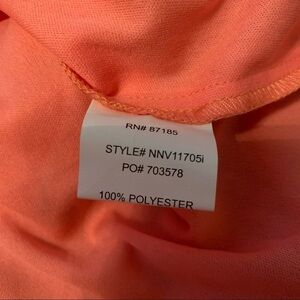 RN# 87185
STYLE# NNV11705i
PO# 703578
100% POLYESTER